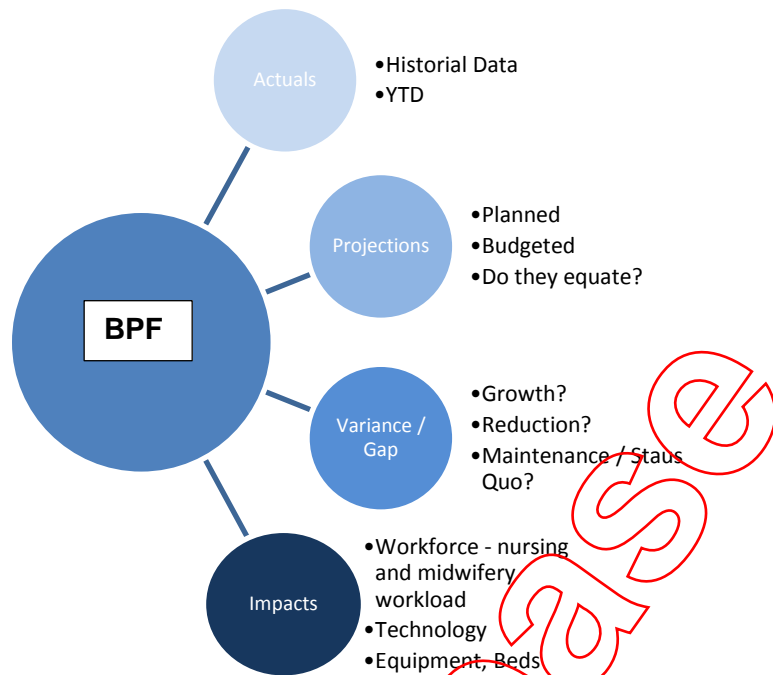 Actuals
•Historial Data
•YTD
Projections
•Planned
•Budgeted
•Do they equate?
BPF
Variance /
Gap
•Growth?
•Reduction?
•Maintenance / Staus
Quo?
Impacts
•Workforce - nursing
and midwifery
workload
•Technology
•Equipment, Beds
ase